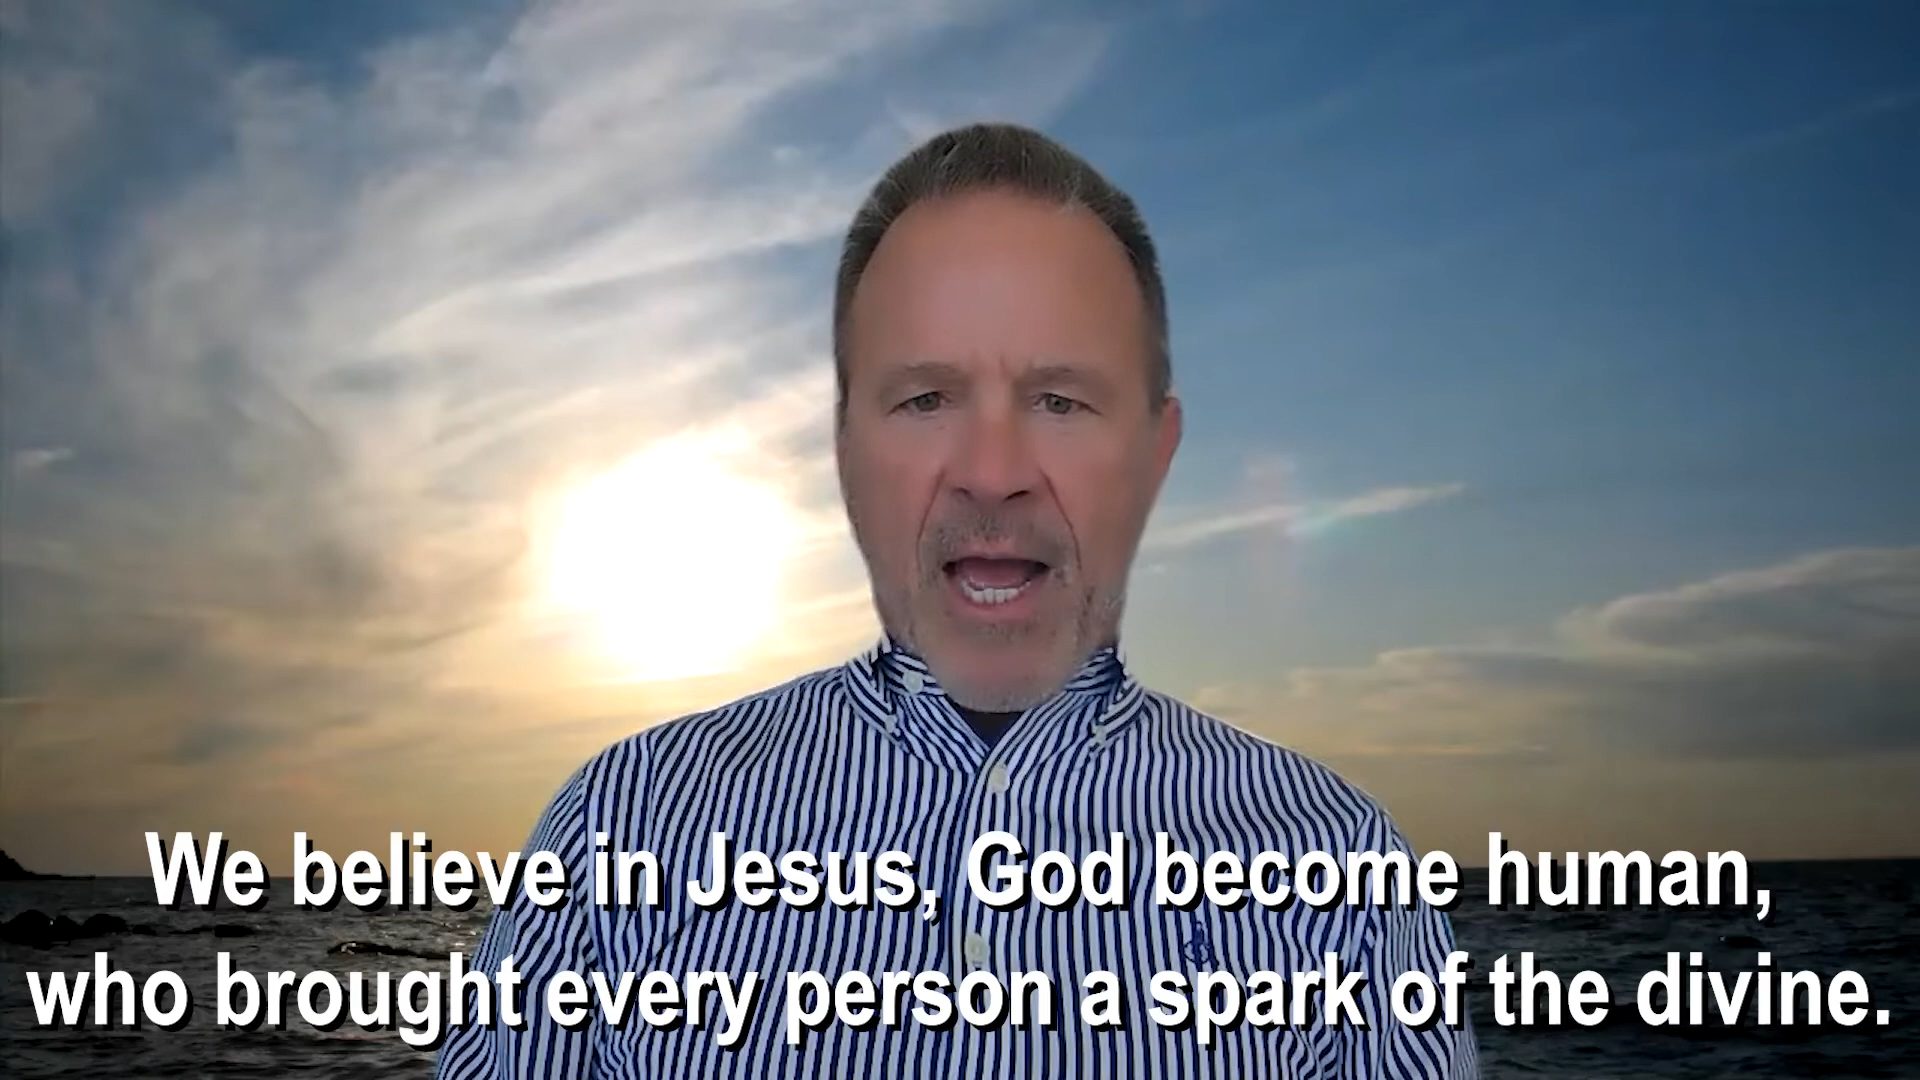 We believe in Jesus, God become human,
who brought every person a spark of the divine.